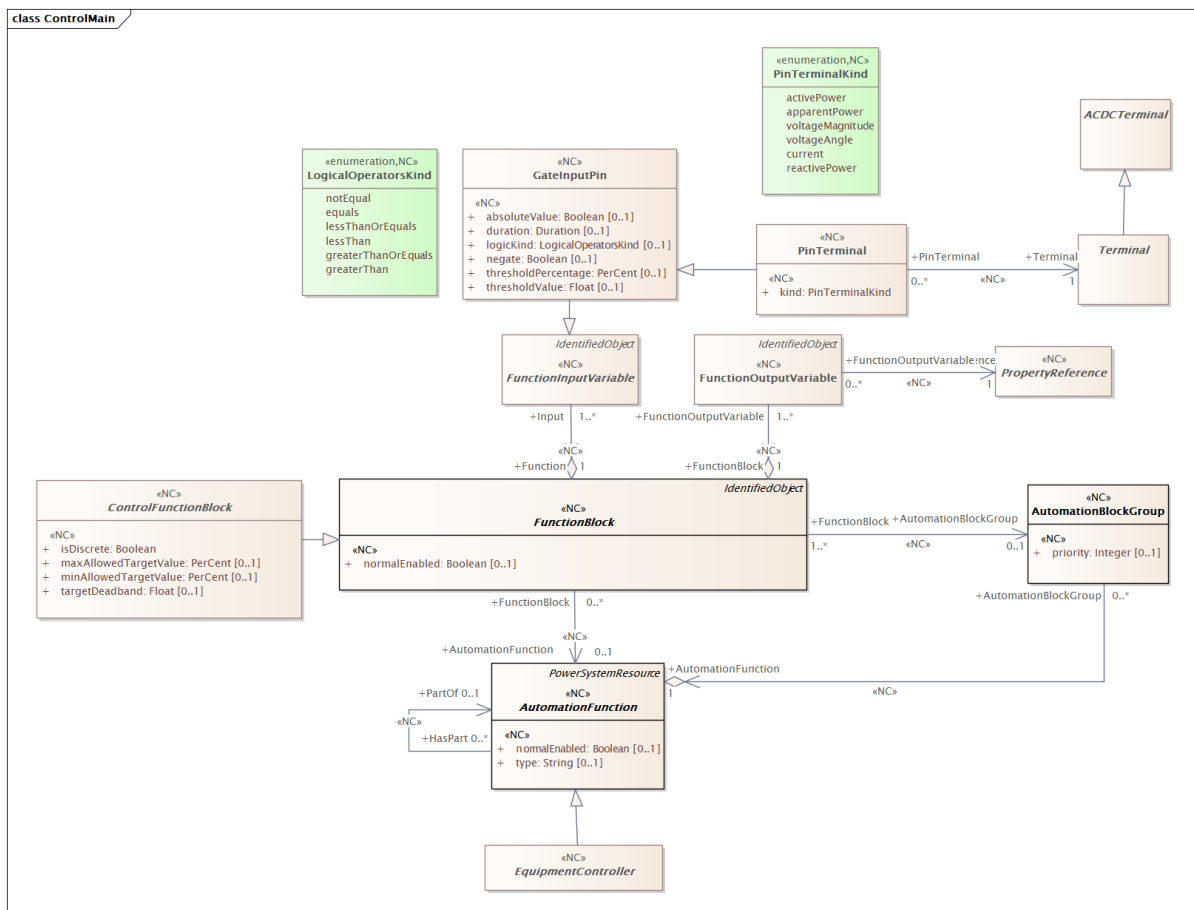 class ControlMain
«enumeration,NC»
PinTerminalKind
activePower
apparentPower
voltageMagnitude
voltageAngle
current
reactivePower
ACDCTerminal
«enumeration,NC»
LogicalOperatorsKind
notEqual
equals
lessThanOrEquals
lessThan
greaterThanOrEquals
greaterThan
«NC»
GateInputPin
«NC»
+ absoluteValue: Boolean [0..1]
+ duration: Duration [0..1]
+ logicKind: LogicalOperatorsKind [0..1]
+ negate: Boolean [0..1]
+ thresholdPercentage: PerCent [0..1]
+ thresholdValue: Float [0..1]
«NC»
PinTerminal
«NC»
+ kind: PinTerminalKind
+PinTerminal
0..*
«NC»
+Terminal
1
Terminal
IdentifiedObject
«NC»
FunctionInputVariable
IdentifiedObject
«NC»
FunctionOutputVariable
+FunctionOutputVariable
0..*
«NC»
1
«NC»
PropertyReference
+Input 1..*
«NC»
+Function 1
+FunctionOutputVariable 1..*
«NC»
+FunctionBlock 1
«NC»
ControlFunctionBlock
«NC»
+ isDiscrete: Boolean
+ maxAllowedTargetValue: PerCent [0..1]
+ minAllowedTargetValue: PerCent [0..1]
+ targetDeadband: Float [0..1]
IdentifiedObject
«NC»
FunctionBlock
«NC»
+ normalEnabled: Boolean [0..1]
+FunctionBlock
1..*
«NC»
+AutomationBlockGroup
0..1
«NC»
AutomationBlockGroup
«NC»
+ priority: Integer [0..1]
+FunctionBlock 0..*
«NC»
+AutomationFunction 0..1
+AutomationBlockGroup 0..*
«NC»
+AutomationFunction
1
PowerSystemResource
«NC»
AutomationFunction
«NC»
+ normalEnabled: Boolean [0..1]
+ type: String [0..1]
+PartOf 0..1
«NC»
+HasPart 0..*
«NC»
EquipmentController